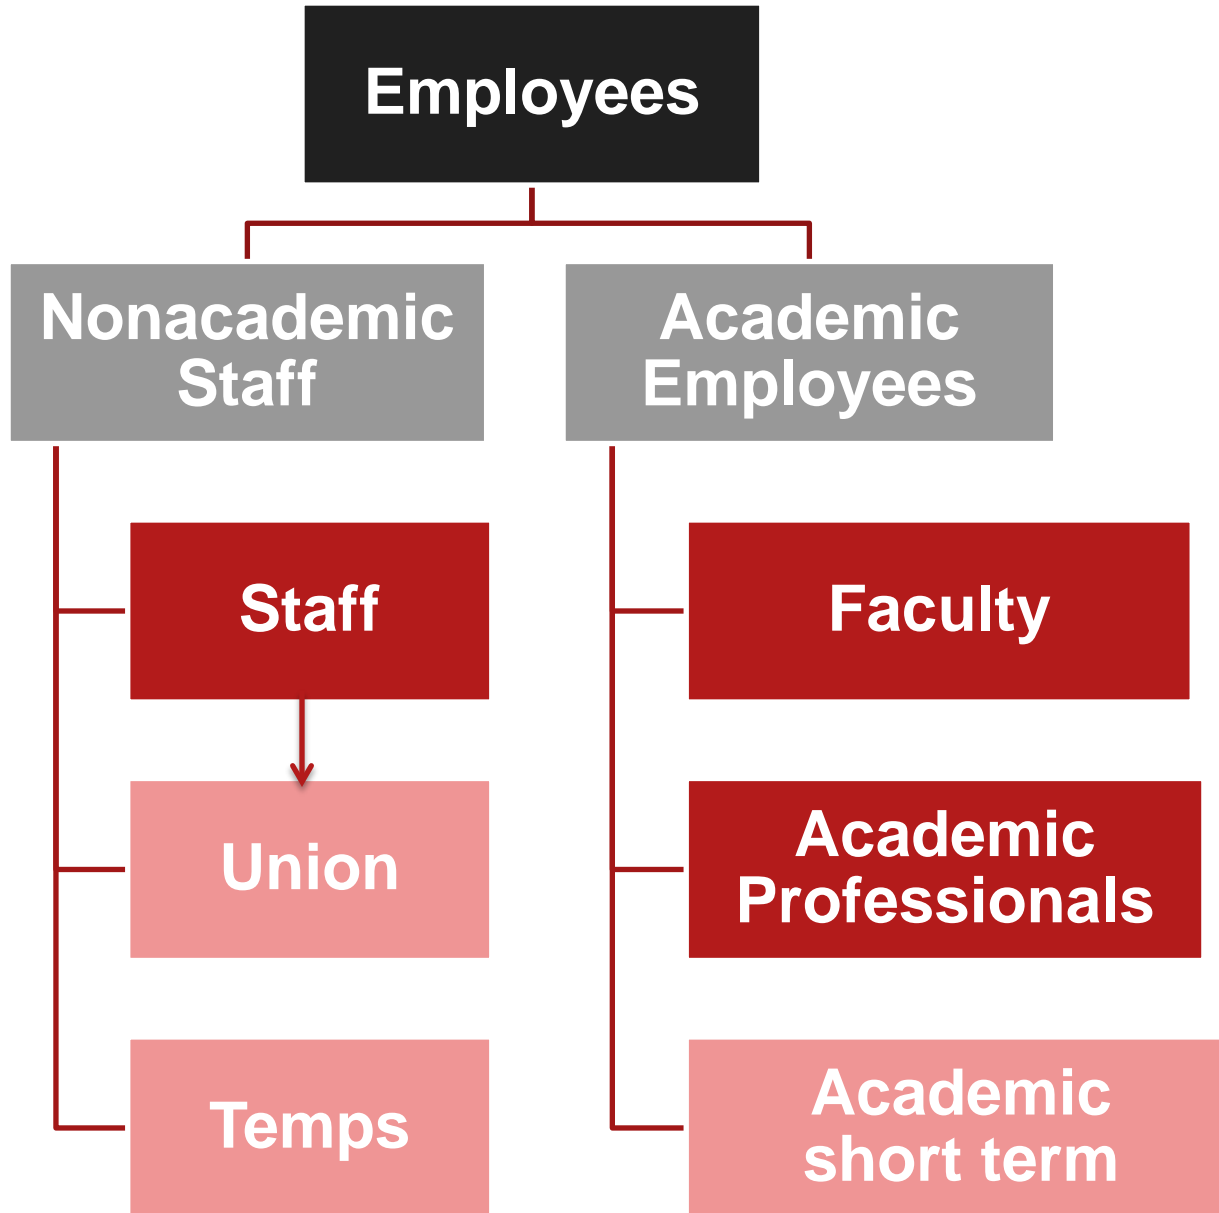 Employees
Nonacademic
Staff
Academic
Employees
Staff
Faculty
Union
Academic
Professionals
Temps
Academic
short term